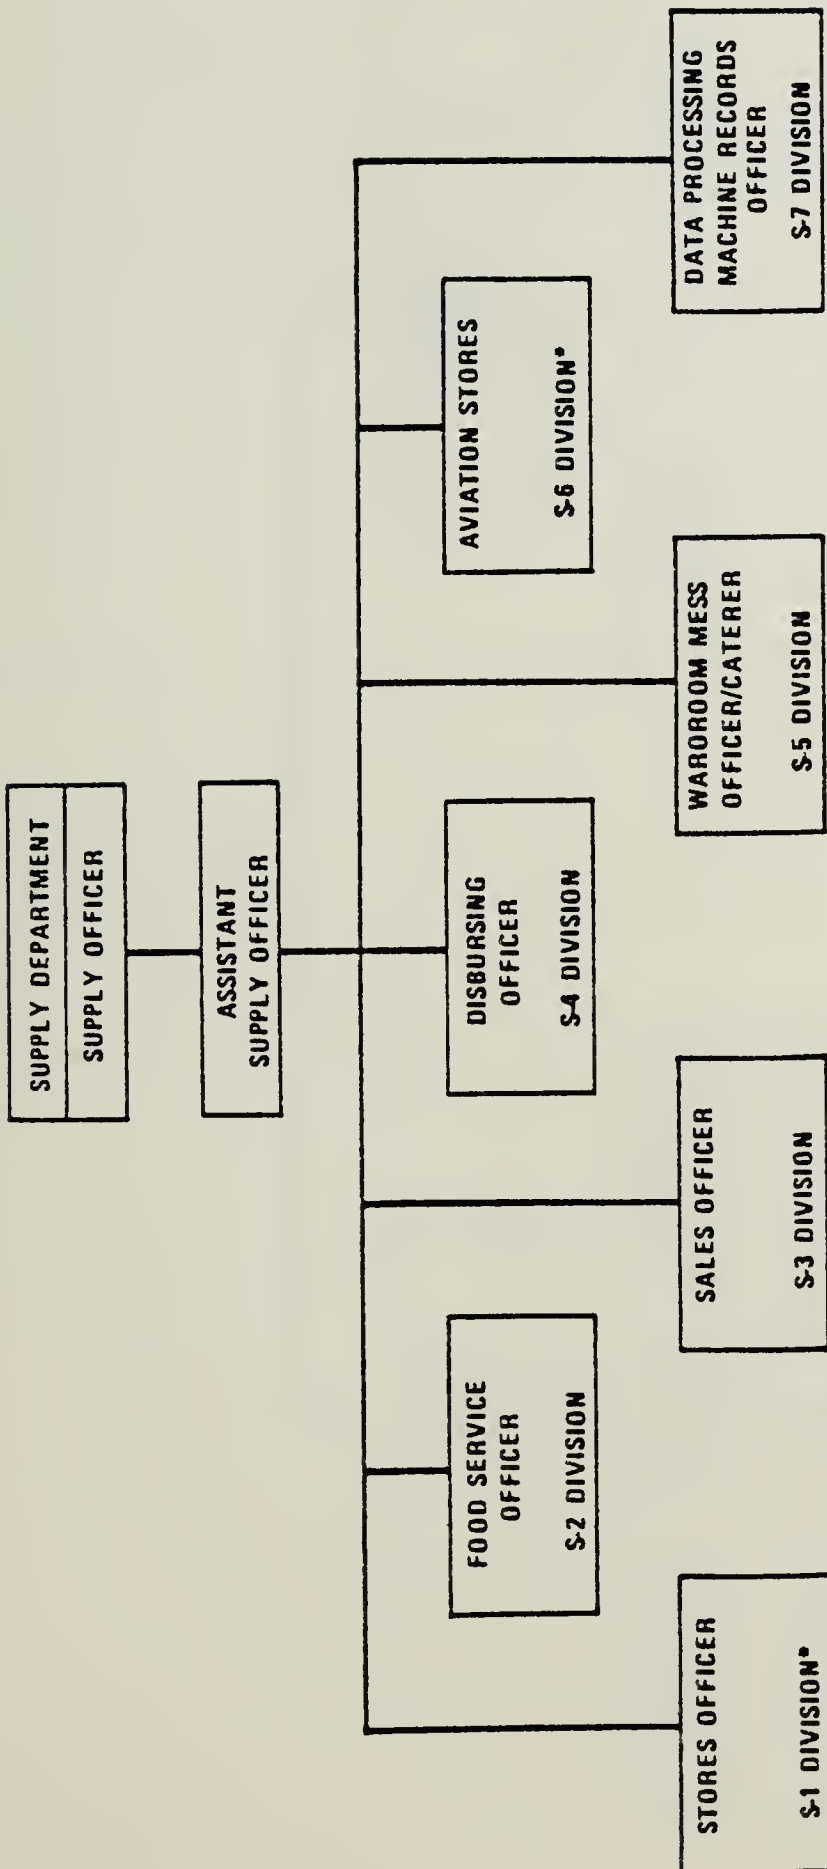 SUPPLY DEPARTMENT
SUPPLY OFFICER
ASSISTANT
SUPPLY OFFICER
STORES OFFICER
S-1 DIVISION*
FOOD SERVICE
OFFICER
S-2 DIVISION
SALES OFFICER
S-3 DIVISION
DISBURSING
OFFICER
S-4 DIVISION
WARDROOM MESS
OFFICER/CATERER
S-5 DIVISION
AVIATION STORES
S-6 DIVISION*
DATA PROCESSING
MACHINE RECORDS
OFFICER
S-7 DIVISION